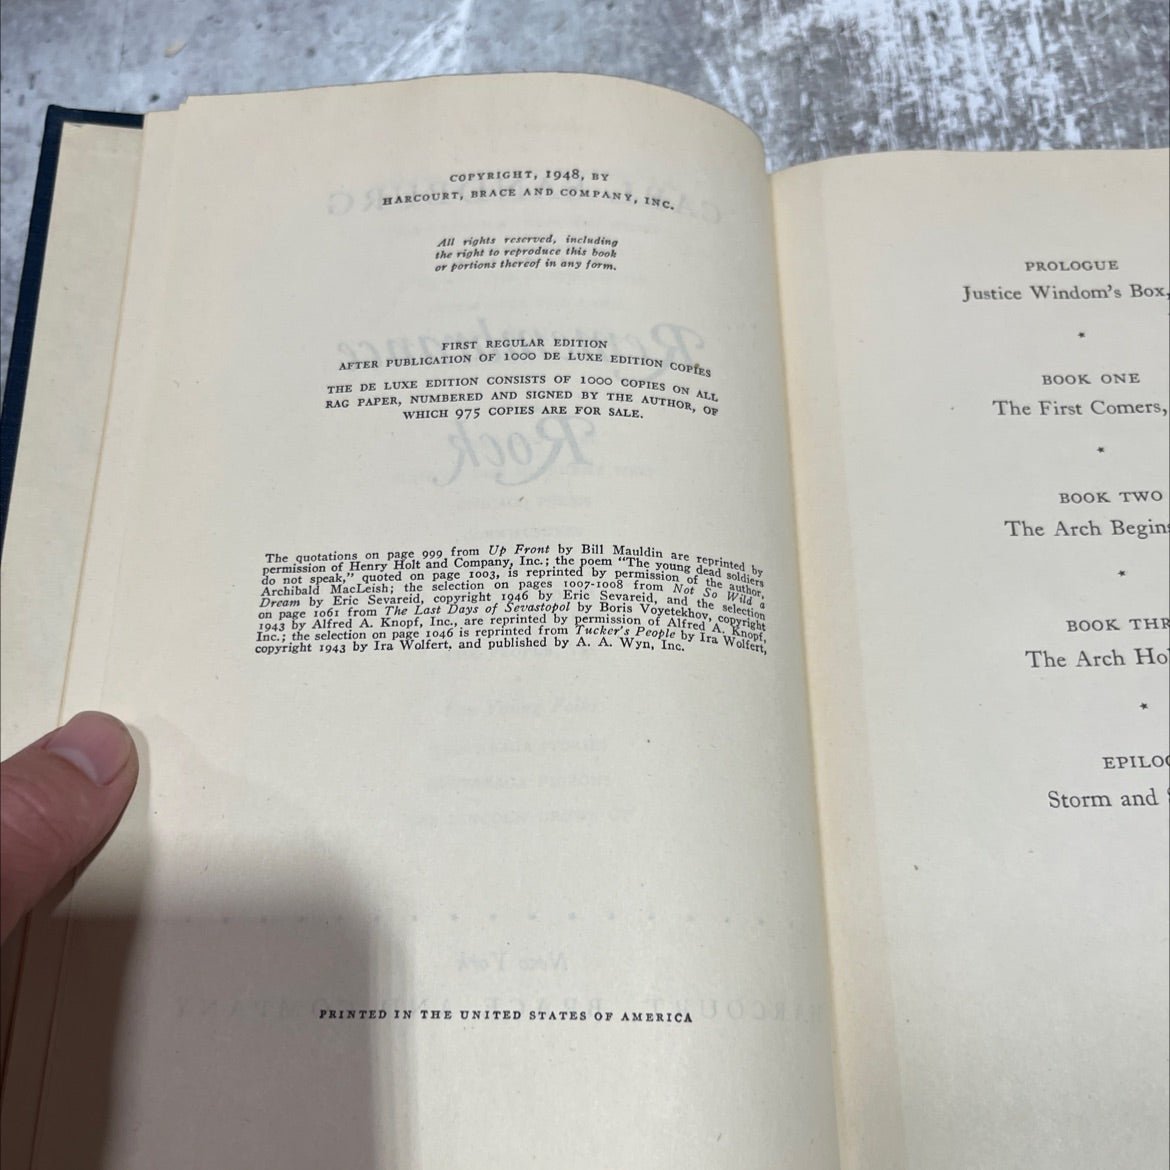 COPYRIGHT, 1948, BY
HARCOURT, BRACE AND COMPANY, INC.
All rights reserved, including
the right to reproduce this book
or portions thereof in any form.
FIRST REGULAR EDITION
AFTER PUBLICATION OF 1000 DE LUXE EDITION COPIES
THE DE LUXE EDITION CONSISTS OF 1000 COPIES ON ALL
RAG PAPER, NUMBERED AND SIGNED BY THE AUTHOR, OF
WHICH 975 COPIES ARE FOR SALE.
The quotations on page 999 from Up Front by Bill Mauldin are reprinted by
permission of Henry Holt and Company, Inc.; the poem "The young dead soldiers
do not speak," quoted on page 1003, is reprinted by permission of the author,
Archibald MacLeish; the selection on pages 1007-1008 from Not So Wild a
Dream by Eric Sevareid, copyright 1946 by Eric Sevareid, and the selection
on page 1061 from The Last Days of Sevastopol by Boris Voyetekhov, copyright
1943 by Alfred A. Knopf, Inc., are reprinted by permission of Alfred A. Knopf,
Inc.; the selection on page 1046 is reprinted from Tucker's People by Ira Wolfert,
copyright 1943 by Ira Wolfert, and published by A. A. Wyn, Inc.
PRINTED IN THE UNITED STATES OF AMERICA
PROLOGUE
Justice Windom's Box,
BOOK ONE
The First Comers,
BOOK TWO
The Arch Begins
BOOK THR
The Arch Ho
EPILO
Storm and